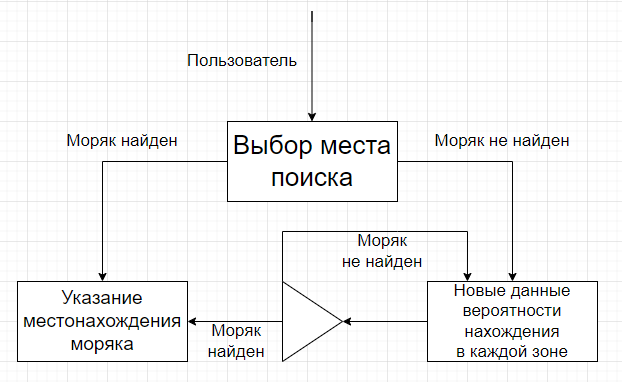 Пользователь
Моряк найден
Моряк не найден
Выбор места
поиска
Моряк
не найден
Указание
местонахождения
моряка
Моряк
найден
Новые данные
вероятности
нахождения
в каждой зоне